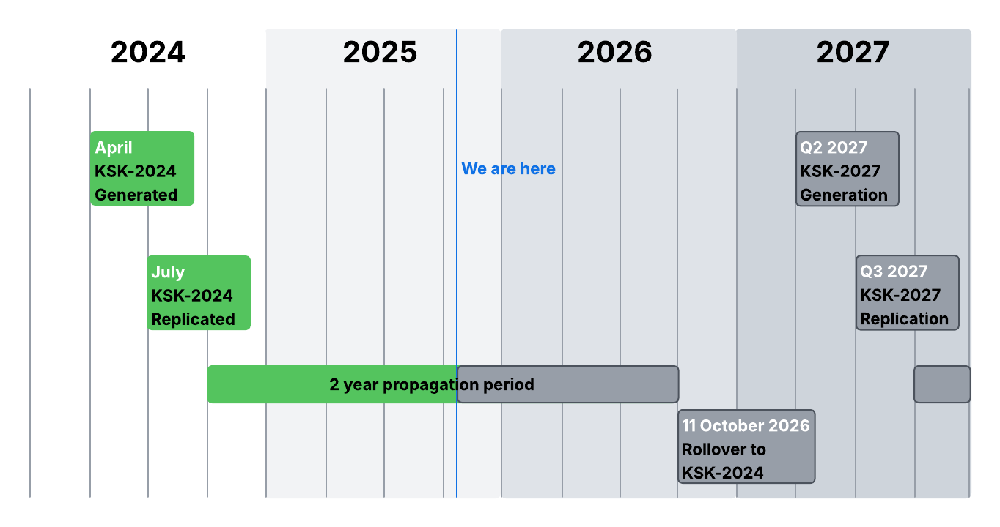 2024
2025
2026
2027
April
KSK-2024
Generated
We are here
Q2 2027
KSK-2027
Generation
July
KSK-2024
Replicated
Q3 2027
KSK-2027
Replication
2 year propagation period
11 October 2026
Rollover to
KSK-2024